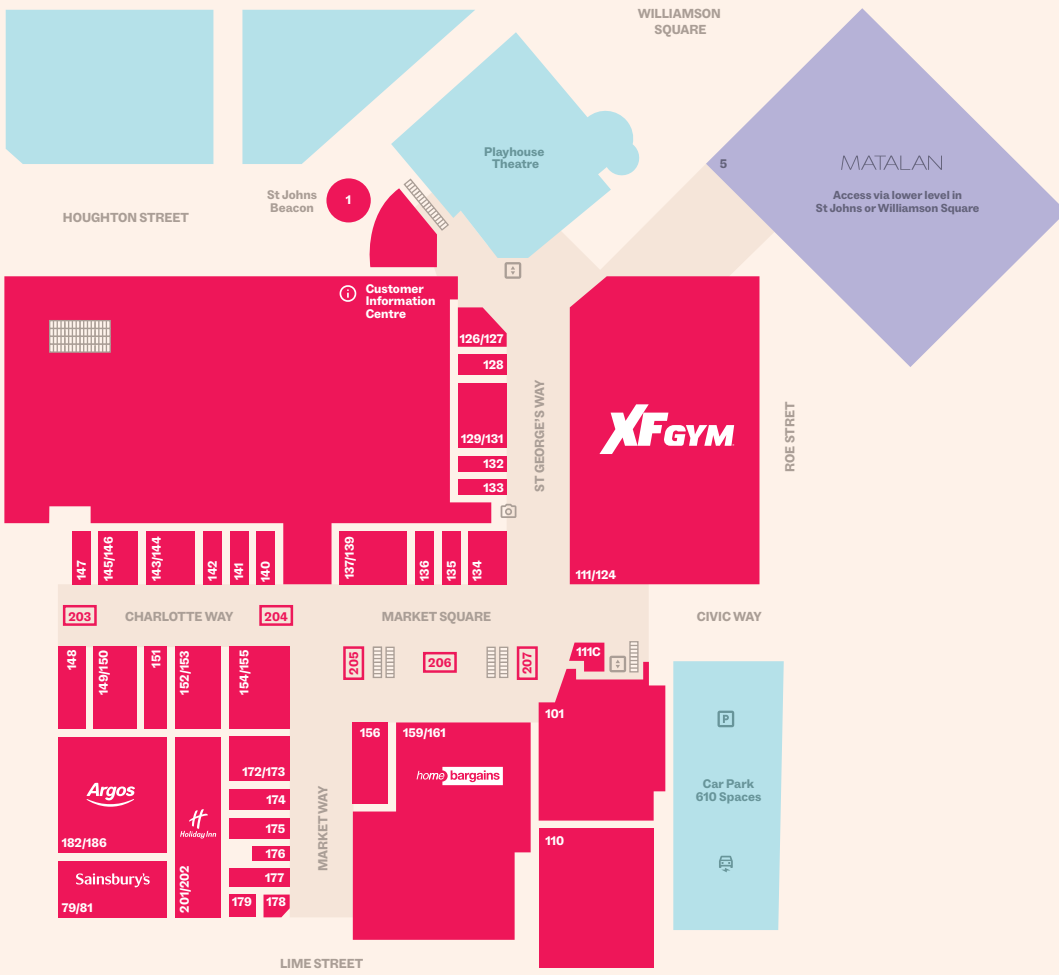 WILLIAMSON
SQUARE
Playhouse
Theatre
5
MATALAN
Access via lower level in
St Johns or Williamson Square
St Johns
Beacon
1
HOUGHTON STREET
Customer
Information
Centre
126/127
128
129/131
132
133
ST GEORGE'S WAY
XF GYM
ROE STRET
111/124
147
145/146
143/144
142
141
140
137/139
136
135
134
203
CHARLOTTE WAY
204
MARKET SQUARE
CIVIC WAY
148
149/150
151
152/153
154/155
205
206
207
111C
101
P
156
159/161
home bargains
172/173
Argos
182/186
Holiday Inn
201/202
174
175
176
177
179
178
MARKET WAY
Car Park
610 Spaces
110
Sainsbury's
79/81
LIME STREET